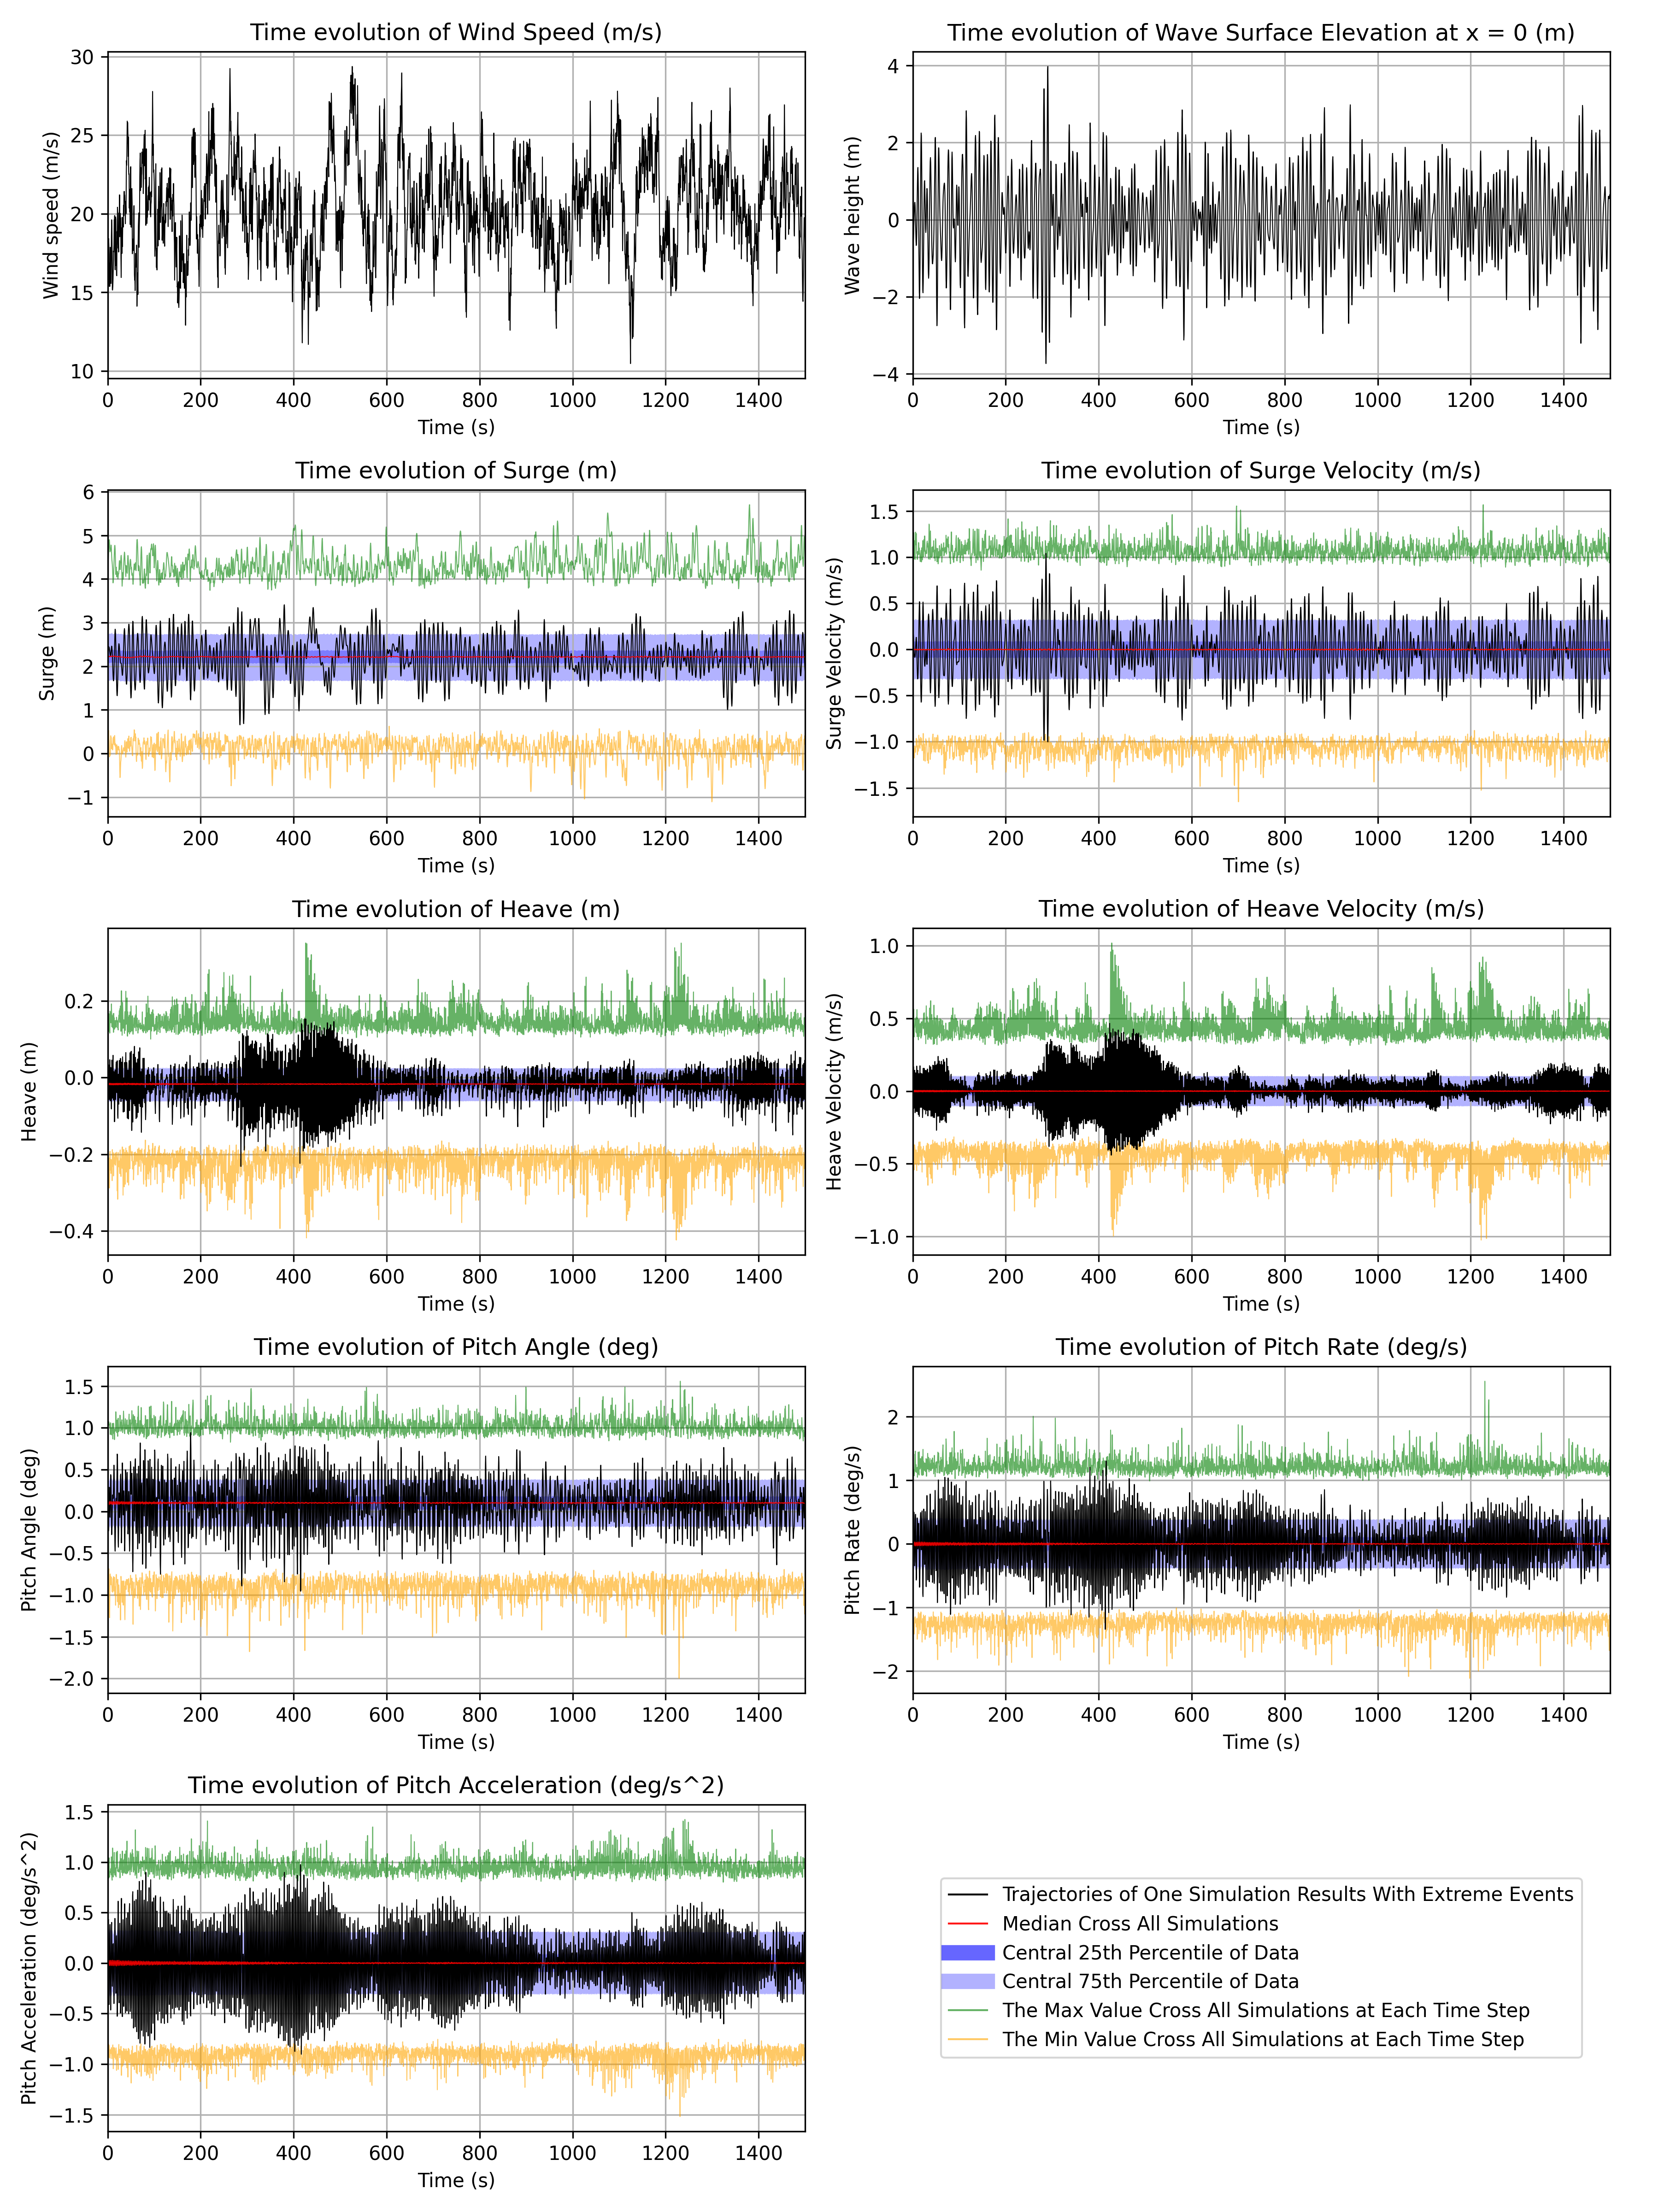 Time evolution of Wind Speed (m/s)
30
25
20
15
10
Wind speed (m/s)
0 200 400 600 800 1000 1200 1400
Time (s)
Time evolution of Wave Surface Elevation at x = 0 (m)
4
2
0
−2
−4
Wave height (m)
0 200 400 600 800 1000 1200 1400
Time (s)
Time evolution of Surge (m)
6
5
4
3
2
1
0
−1
Surge (m)
0 200 400 600 800 1000 1200 1400
Time (s)
Time evolution of Surge Velocity (m/s)
1.5
1.0
0.5
0.0
−0.5
−1.0
−1.5
Surge Velocity (m/s)
0 200 400 600 800 1000 1200 1400
Time (s)
Time evolution of Heave (m)
0.2
0.0
−0.2
−0.4
Heave (m)
0 200 400 600 800 1000 1200 1400
Time (s)
Time evolution of Heave Velocity (m/s)
1.0
0.5
0.0
−0.5
−1.0
Heave Velocity (m/s)
0 200 400 600 800 1000 1200 1400
Time (s)
Time evolution of Pitch Angle (deg)
1.5
1.0
0.5
0.0
−0.5
−1.0
−1.5
−2.0
Pitch Angle (deg)
0 200 400 600 800 1000 1200 1400
Time (s)
Time evolution of Pitch Rate (deg/s)
2
1
0
−1
−2
Pitch Rate (deg/s)
0 200 400 600 800 1000 1200 1400
Time (s)
Time evolution of Pitch Acceleration (deg/s^2)
1.5
1.0
0.5
0.0
−0.5
−1.0
−1.5
Pitch Acceleration (deg/s^2)
0 200 400 600 800 1000 1200 1400
Time (s)
Trajectories of One Simulation Results With Extreme Events
Median Cross All Simulations
Central 25th Percentile of Data
Central 75th Percentile of Data
The Max Value Cross All Simulations at Each Time Step
The Min Value Cross All Simulations at Each Time Step